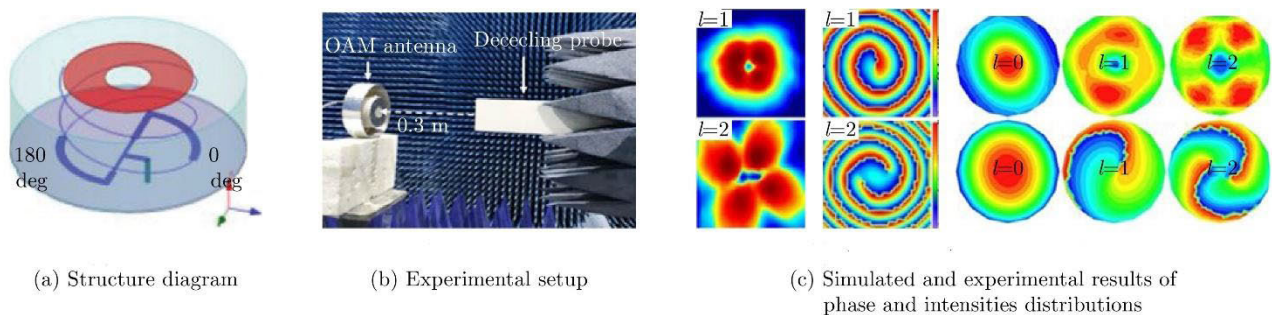 180
deg
0
deg
OAM antenna
Dececling probe
0.3 m
l=1
l=1
l=2
l=2
l=0
l=1
l=2
l=0
l=1
l=2
(a) Structure diagram
(b) Experimental setup
(c) Simulated and experimental results of
phase and intensities distributions